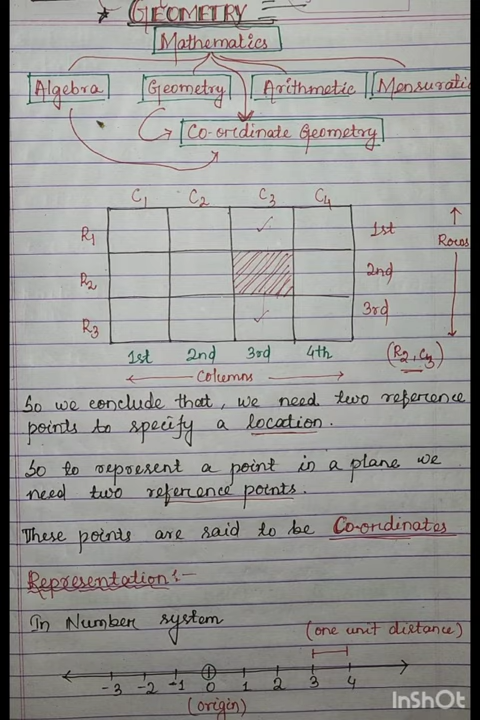 GEOMETRY
Mathematics
Algebra Geometry Arithmetic Mensuratio
Co-ordinate Geometry
C1 C2 C3 C4
R1 1st
Rows
R2 2nd
R3 3rd
1st 2nd 3rd 4th (R2, C3)
Columns
So we conclude that, we need two reference
points to specify a location.
So to represent a point in a plane we
need two reference points.
These points are said to be Co-ordinates
Representation:-
In Number system
(one unit distance)
-3 -2 -1 0 1 2 3 4
(origin)
InShOt